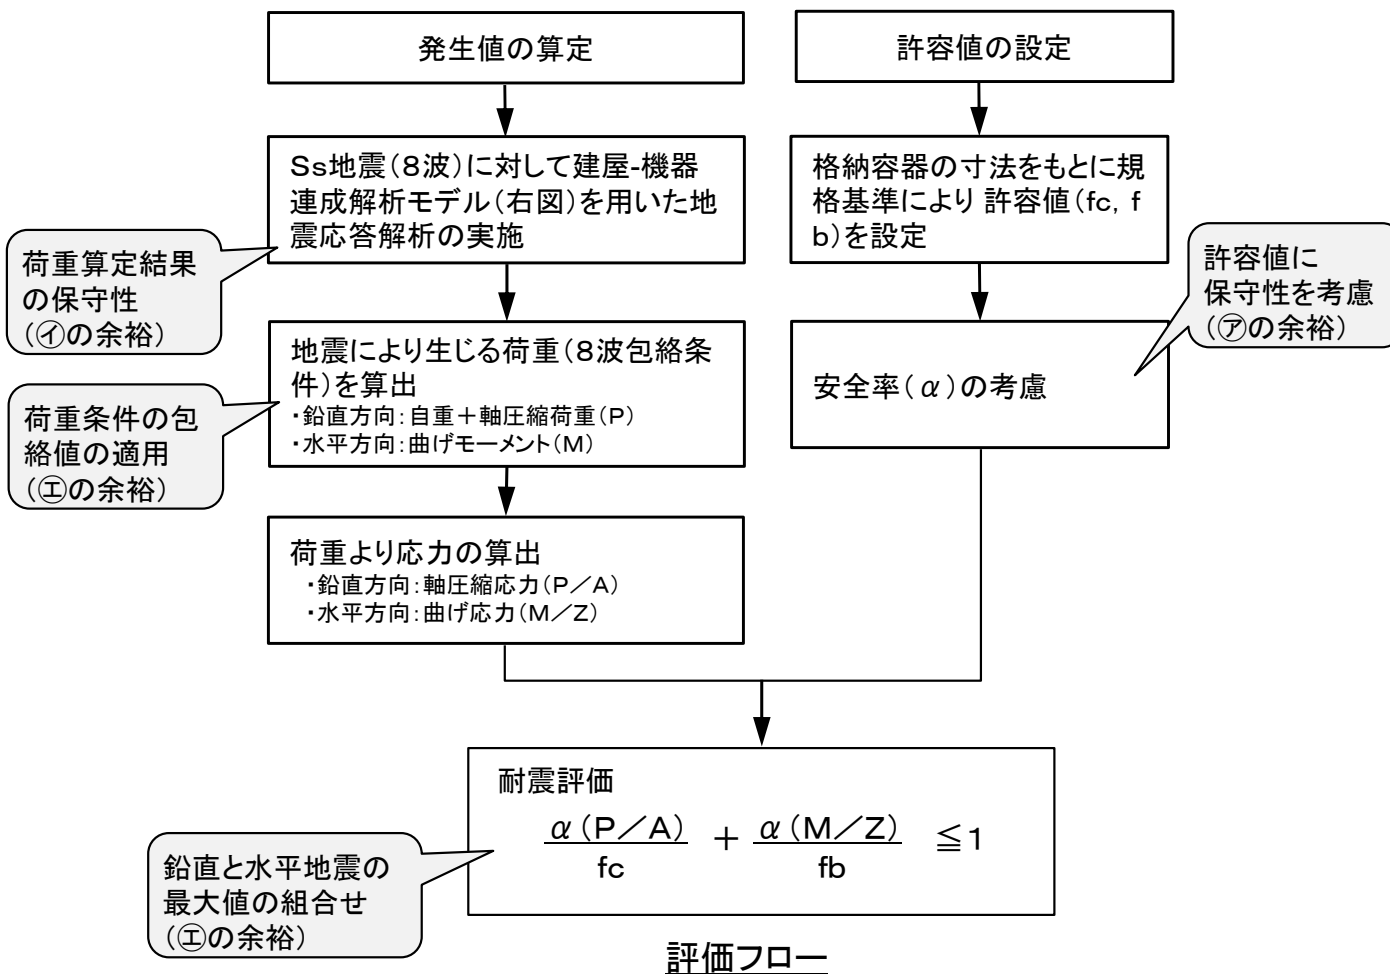 発生値の算定
許容値の設定
Ss地震(8波)に対して建屋-機器
連成解析モデル(右図)を用いた地
震応答解析の実施
格納容器の寸法をもとに規
格基準により 許容値(fc, f
b)を設定
荷重算定結果
の保守性
(㋑の余裕)
許容値に
保守性を考慮
(㋐の余裕)
地震により生じる荷重(8波包絡条
件)を算出
・鉛直方向:自重+軸圧縮荷重(P)
・水平方向:曲げモーメント(M)
安全率(α)の考慮
荷重条件の包
絡値の適用
(㋓の余裕)
荷重より応力の算出
・鉛直方向:軸圧縮応力(P/A)
・水平方向:曲げ応力(M/Z)
耐震評価
α(P/A) + α(M/Z) ≦1
fc fb
鉛直と水平地震の
最大値の組合せ
(㋓の余裕)
評価フロー